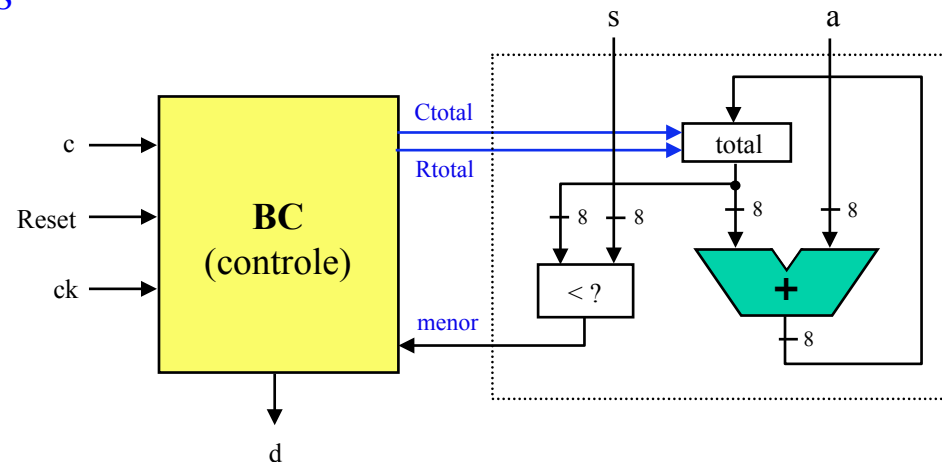 s a
Ctotal
c total
Rtotal
BC
8 8 8 8
Reset
(controle)
ck < ? +
menor
8
d